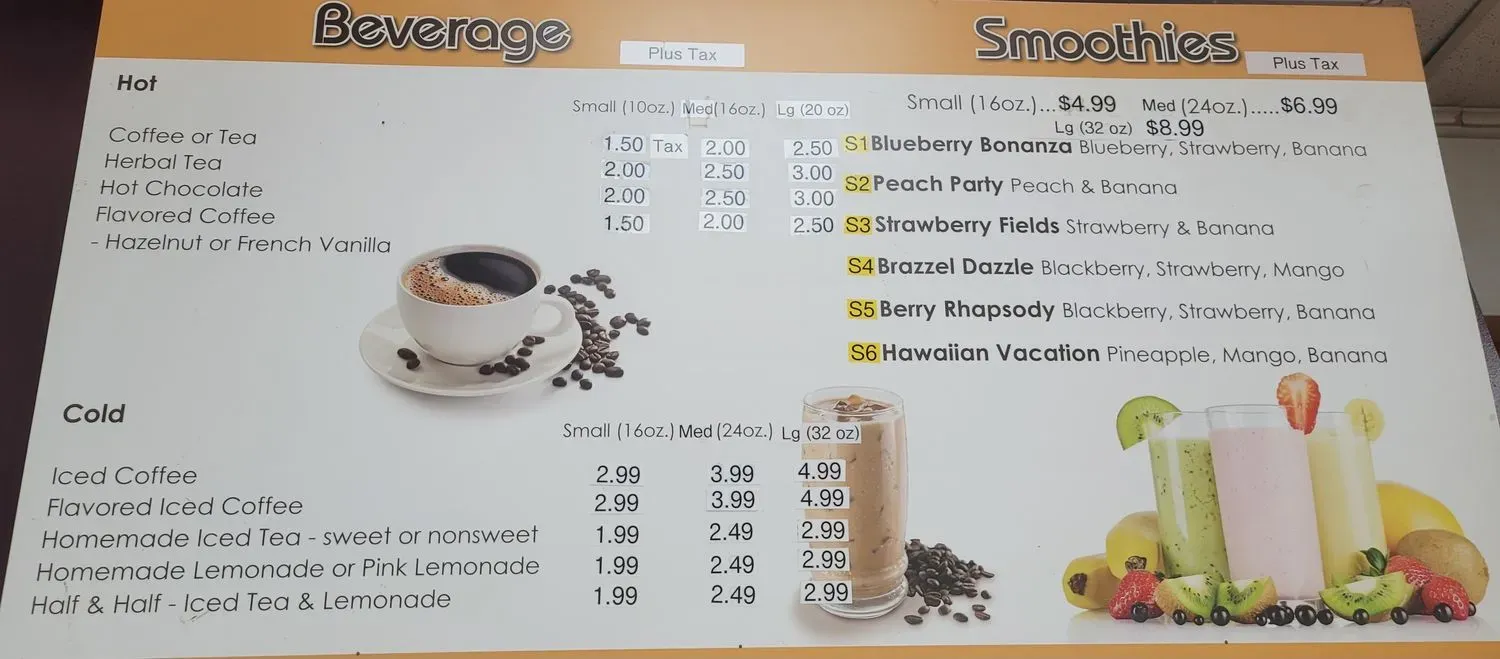 Beverage Plus Tax
Hot
Small (10oz.) Med(16oz.) Lg (20 oz)
Coffee or Tea 1.50 Tax 2.00 2.50
Herbal Tea 2.00 2.50 3.00
Hot Chocolate 2.00 2.50 3.00
Flavored Coffee 1.50 2.00 2.50
- Hazelnut or French Vanilla
Cold
Small (16oz.) Med (24oz.) Lg (32 oz)
Iced Coffee 2.99 3.99 4.99
Flavored Iced Coffee 2.99 3.99 4.99
Homemade Iced Tea - sweet or nonsweet 1.99 2.49 2.99
Homemade Lemonade or Pink Lemonade 1.99 2.49 2.99
Half & Half - Iced Tea & Lemonade 1.99 2.49 2.99
Smoothies Plus Tax
Small (16oz.)...$4.99 Med (24oz.).....$6.99
Lg (32 oz) $8.99
S1 Blueberry Bonanza Blueberry, Strawberry, Banana
S2 Peach Party Peach & Banana
S3 Strawberry Fields Strawberry & Banana
S4 Brazzel Dazzle Blackberry, Strawberry, Mango
S5 Berry Rhapsody Blackberry, Strawberry, Banana
S6 Hawaiian Vacation Pineapple, Mango, Banana